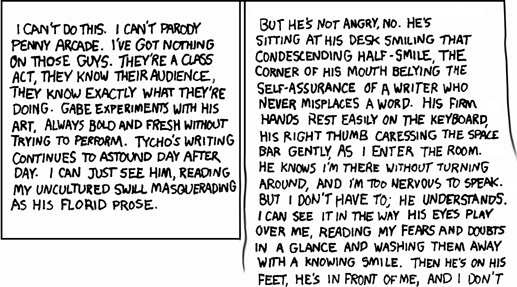 I CAN'T DO THIS. I CAN'T PARODY
PENNY ARCADE. I'VE GOT NOTHING
ON THOSE GUYS. THEY'RE A CLASS
ACT, THEY KNOW THEIR AUDIENCE,
THEY KNOW EXACTLY WHAT THEY'RE
DOING. GABE EXPERIMENTS WITH HIS
ART, ALWAYS BOLD AND FRESH WITHOUT
TRYING TO PERFORM. TYCHO'S WRITING
CONTINUES TO ASTOUND DAY AFTER
DAY. I CAN JUST SEE HIM, READING
MY UNCULTURED SWILL MASQUERADING
AS HIS FLORID PROSE.
BUT HE'S NOT ANGRY, NO. HE'S
SITTING AT HIS DESK SMILING THAT
CONDESCENDING HALF-SMILE, THE
CORNER OF HIS MOUTH BELYING THE
SELF-ASSURANCE OF A WRITER WHO
NEVER MISPLACES A WORD. HIS FIRM
HANDS REST EASILY ON THE KEYBOARD,
HIS RIGHT THUMB CARESSING THE SPACE
BAR GENTLY, AS I ENTER THE ROOM.
HE KNOWS I'M THERE WITHOUT TURNING
AROUND, AND I'M TOO NERVOUS TO SPEAK.
BUT I DON'T HAVE TO; HE UNDERSTANDS.
I CAN SEE IT IN THE WAY HIS EYES PLAY
OVER ME, READING MY FEARS AND DOUBTS
IN A GLANCE AND WASHING THEM AWAY
WITH A KNOWING SMILE. THEN HE'S ON HIS
FEET, HE'S IN FRONT OF ME, AND I DON'T